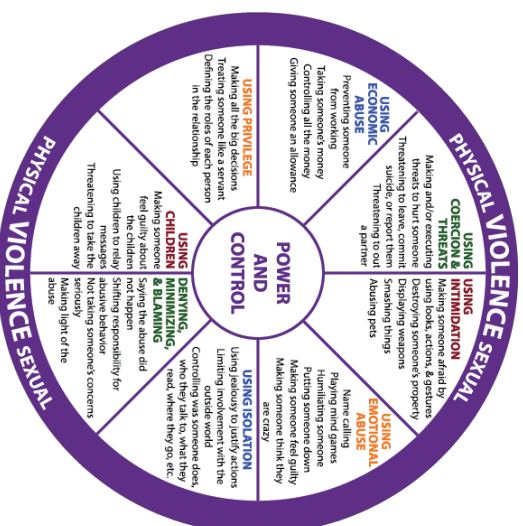 PHYSICAL VIOLENCE SEXUAL
POWER
AND
CONTROL
USING
COERCION &
THREATS
Making and/or executing
threats to hurt someone
Threatening to leave, commit
suicide, or report them
Threatening to out
a partner
USING
INTIMIDATION
Making someone afraid by
using looks, actions, & gestures
Destroying someone's property
Displaying weapons
Smashing things
Abusing pets
USING
EMOTIONAL
ABUSE
Name calling
Playing mind games
Humiliating someone
Putting someone down
Making someone feel guilty
Making someone think they
are crazy
USING ISOLATION
Using jealousy to justify actions
Limiting involvement with the
outside world
Controlling was someone does,
who they talk to, what they
read, where they go, etc.
DENYING,
MINIMIZING,
& BLAMING
Saying the abuse did
not happen
Shifting responsibility for
abusive behavior
Not taking someone's concerns
seriously
Making light of the
abuse
USING
CHILDREN
Making someone
feel guilty about
the children
Using children to relay
messages
Threatening to take the
children away
USING PRIVILEGE
Making all the big decisions
Treating someone like a servant
Defining the roles of each person
in the relationship
USING
ECONOMIC
ABUSE
Preventing someone
from working
Taking someone's money
Controlling all the money
Giving someone an allowance
PHYSICAL VIOLENCE SEXUAL